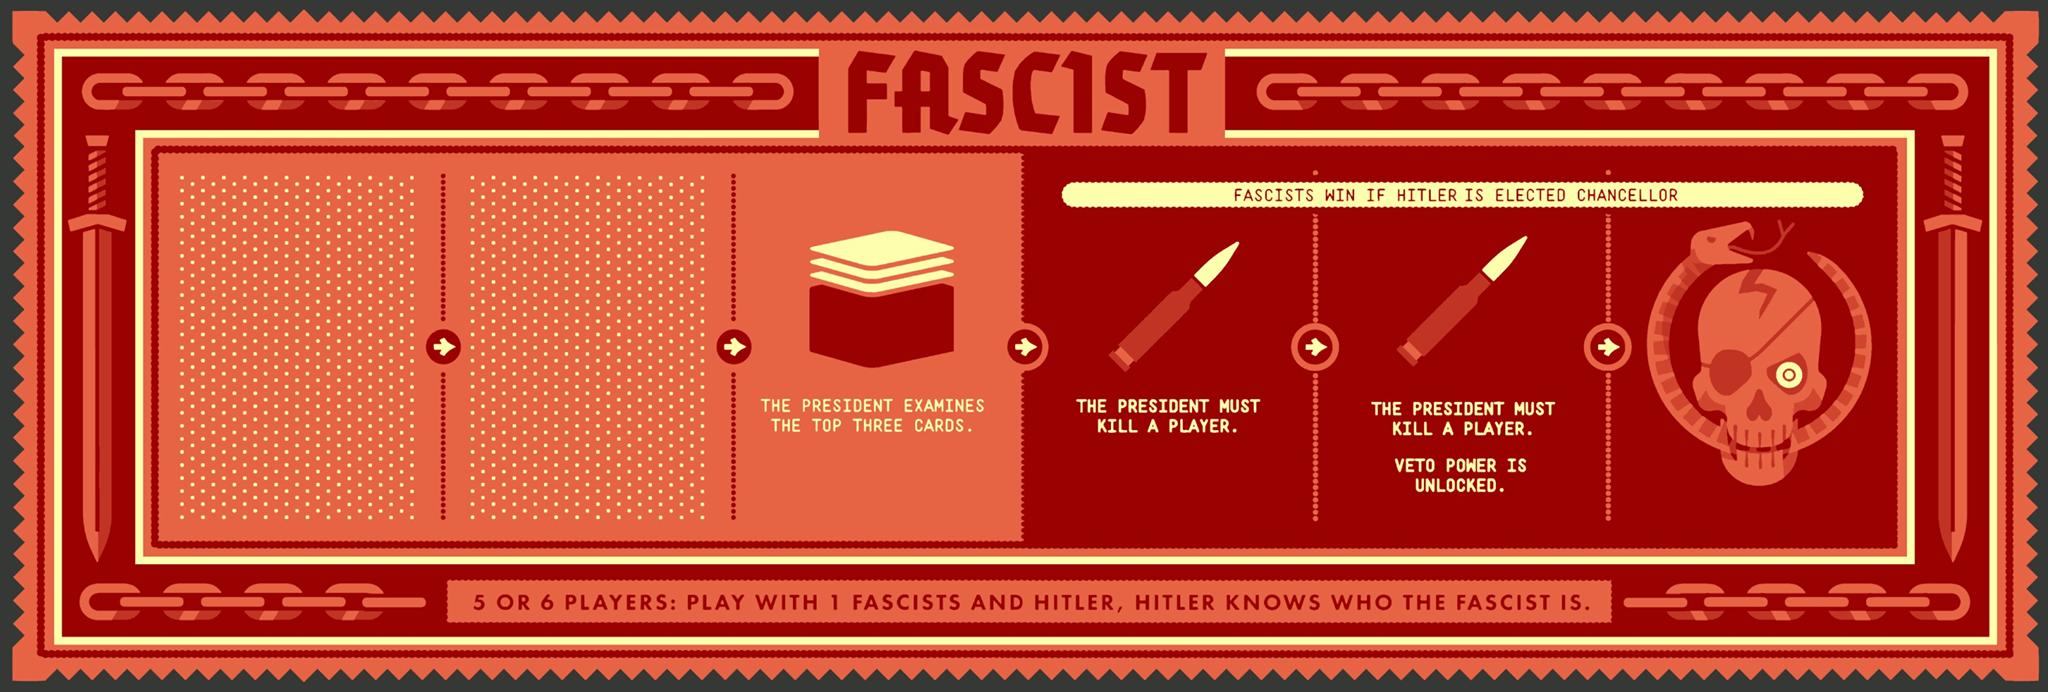 FASCIST
FASCISTS WIN IF HITLER IS ELECTED CHANCELLOR
THE PRESIDENT EXAMINES
THE TOP THREE CARDS.
THE PRESIDENT MUST
KILL A PLAYER.
THE PRESIDENT MUST
KILL A PLAYER.
VETO POWER IS
UNLOCKED.
5 OR 6 PLAYERS: PLAY WITH 1 FASCISTS AND HITLER, HITLER KNOWS WHO THE FASCIST IS.